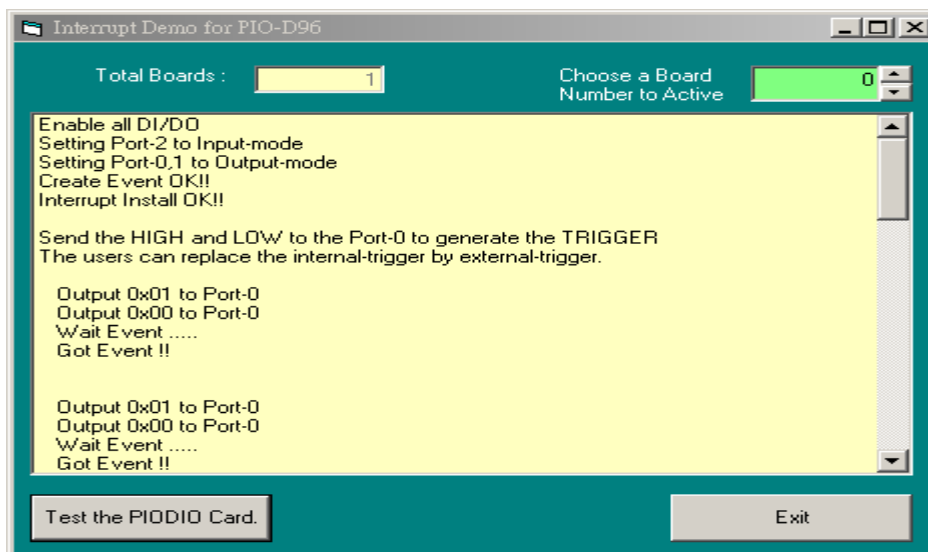 Interrupt Demo for PIO-D96
Total Boards :
1
Choose a Board
Number to Active
0
Enable all DI/DO
Setting Port-2 to Input-mode
Setting Port-0,1 to Output-mode
Create Event OK!!
Interrupt Install OK!!
Send the HIGH and LOW to the Port-0 to generate the TRIGGER
The users can replace the internal-trigger by external-trigger.
Output 0x01 to Port-0
Output 0x00 to Port-0
Wait Event .....
Got Event !!
Output 0x01 to Port-0
Output 0x00 to Port-0
Wait Event .....
Got Event !!
Test the PIODIO Card.
Exit